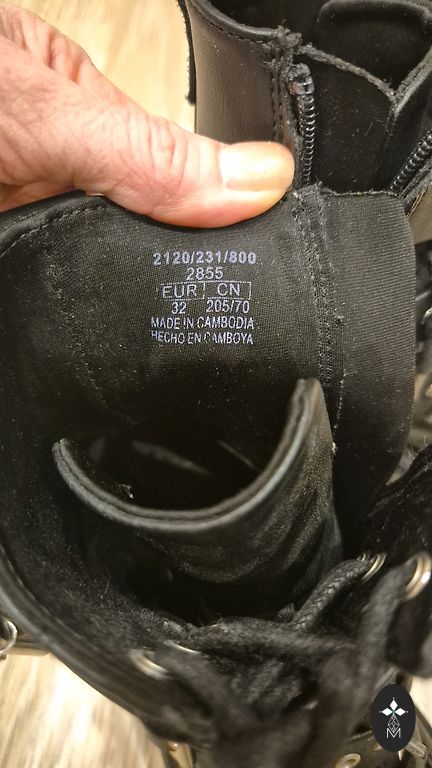 2120/231/800
2855
EUR CN
32 205/70
MADE IN CAMBODIA
HECHO EN CAMBOYA
M